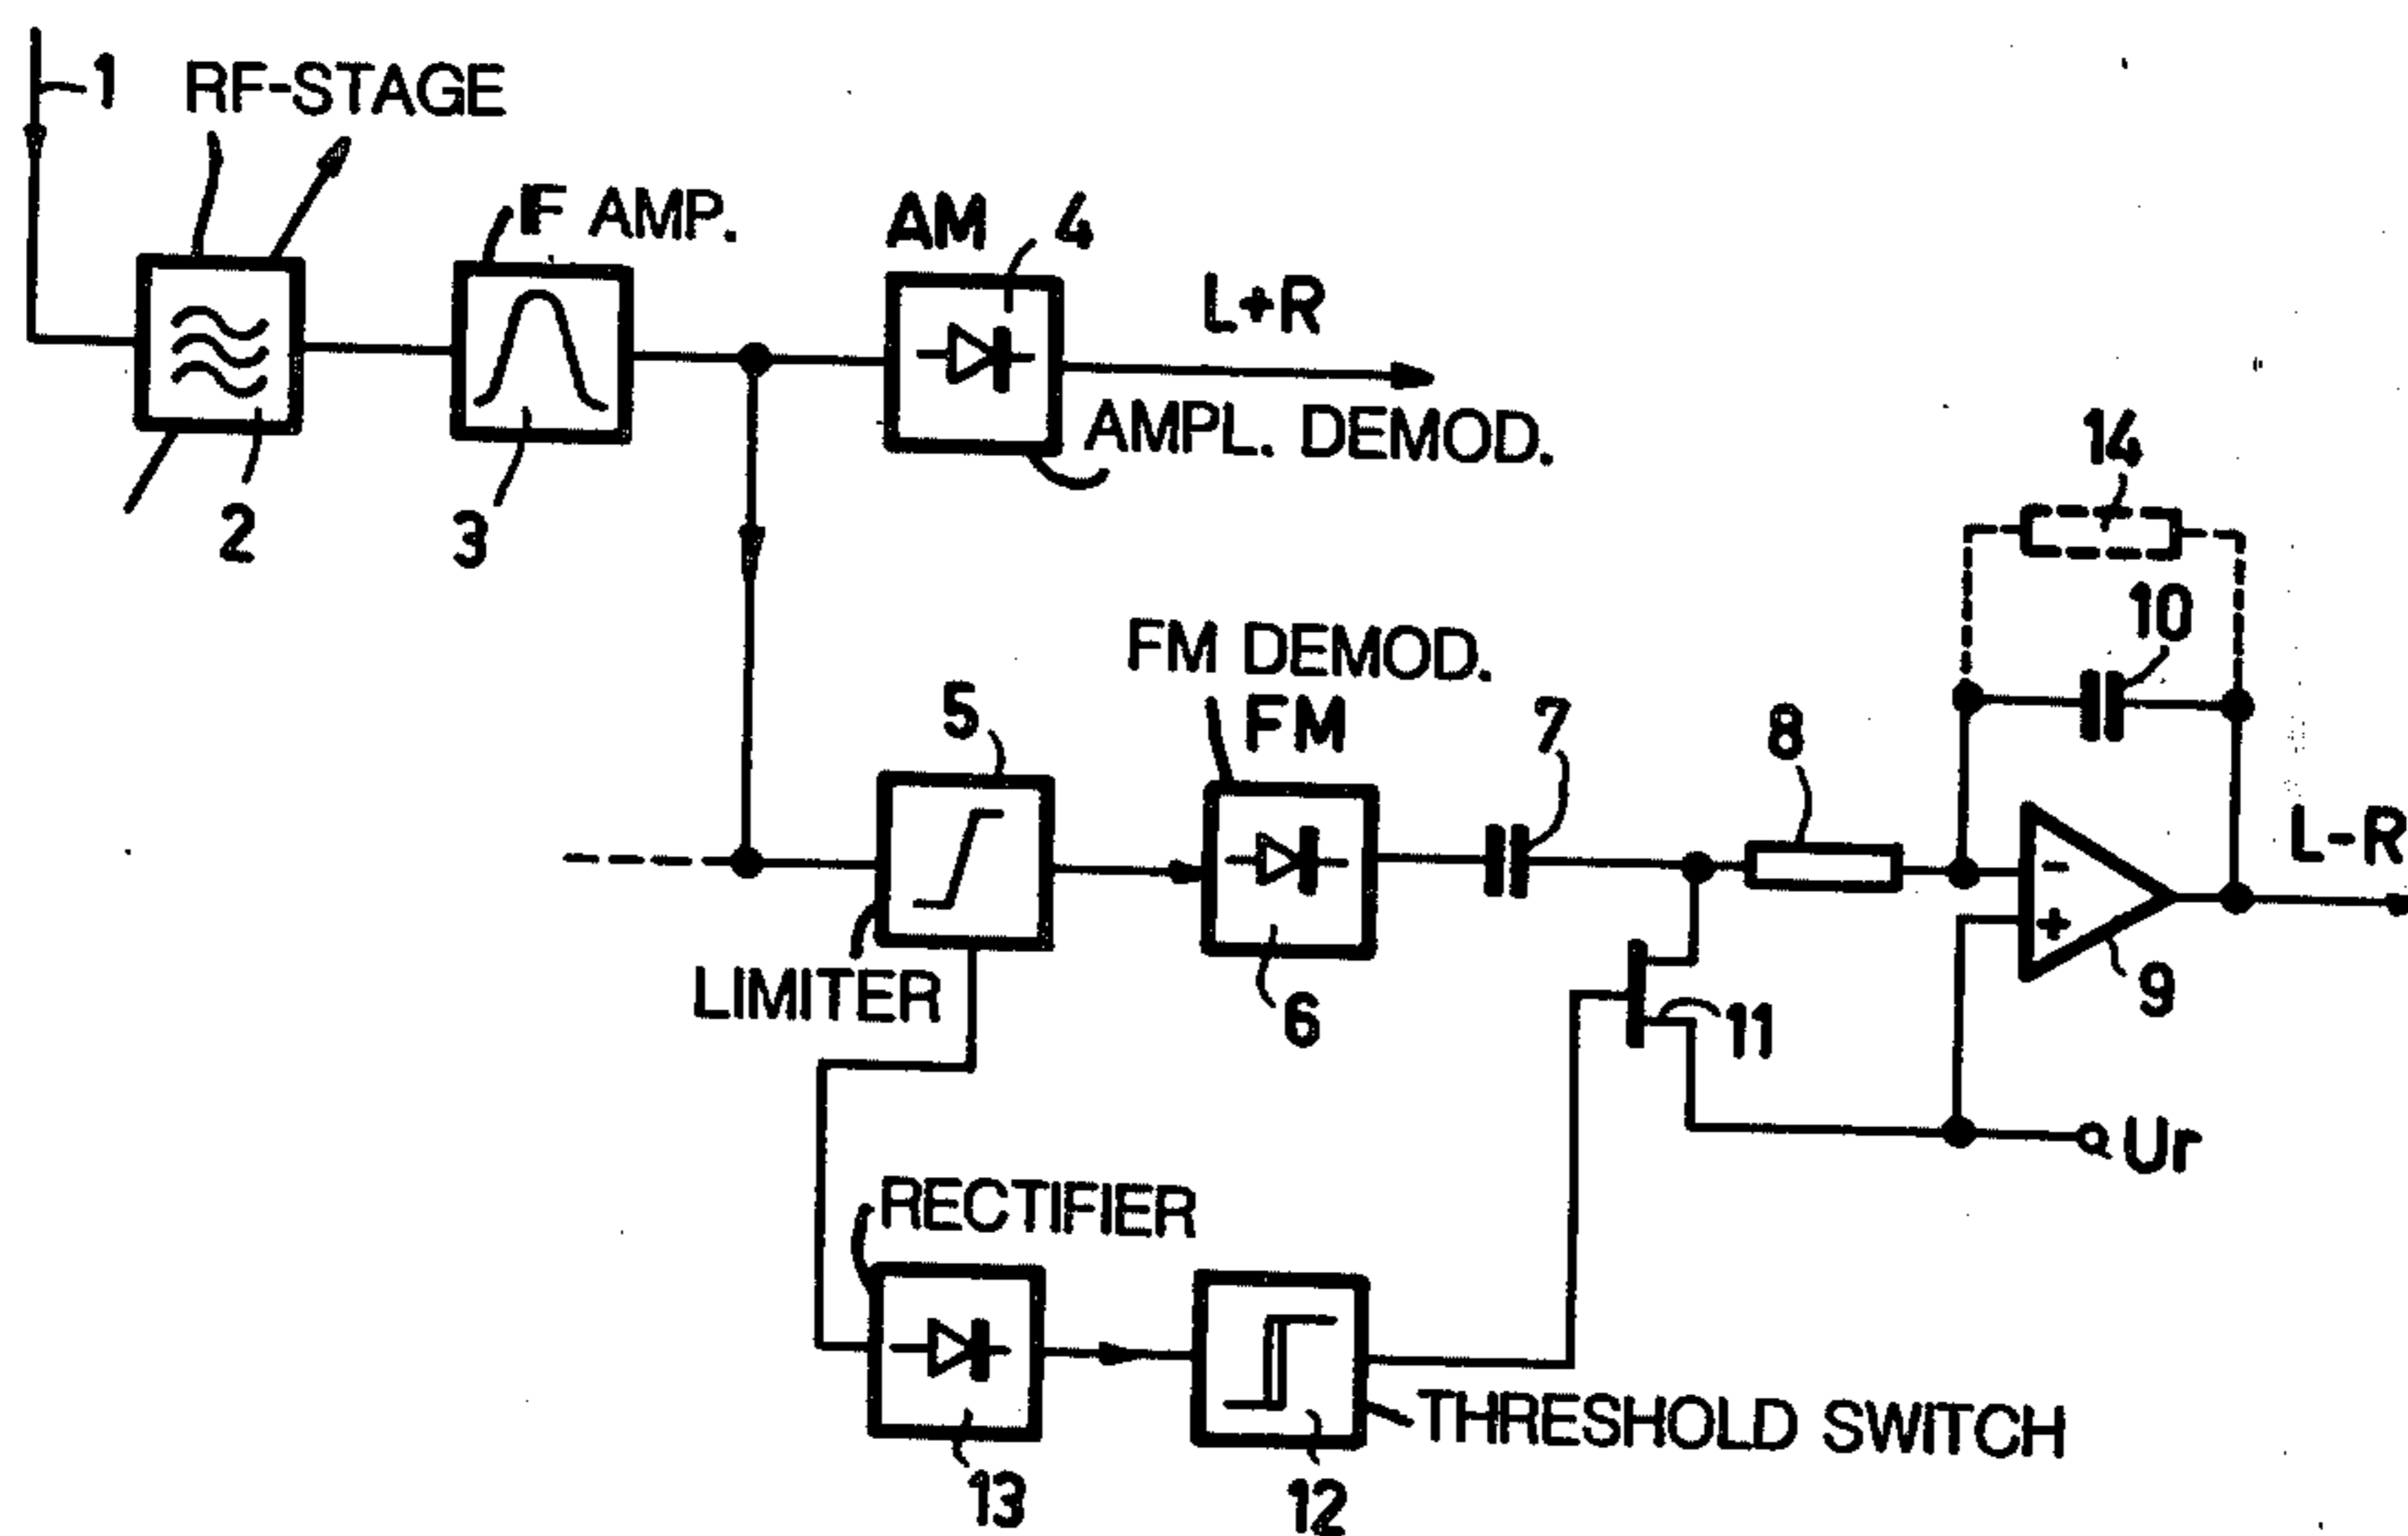 1
RF-STAGE
IF AMP.
AM
4
L+R
AMPL. DEMOD.
2
3
14
10
FM DEMOD.
FM
5
7
8
L-R
-
+
9
LIMITER
6
11
Ur
RECTIFIER
THRESHOLD SWITCH
13
12